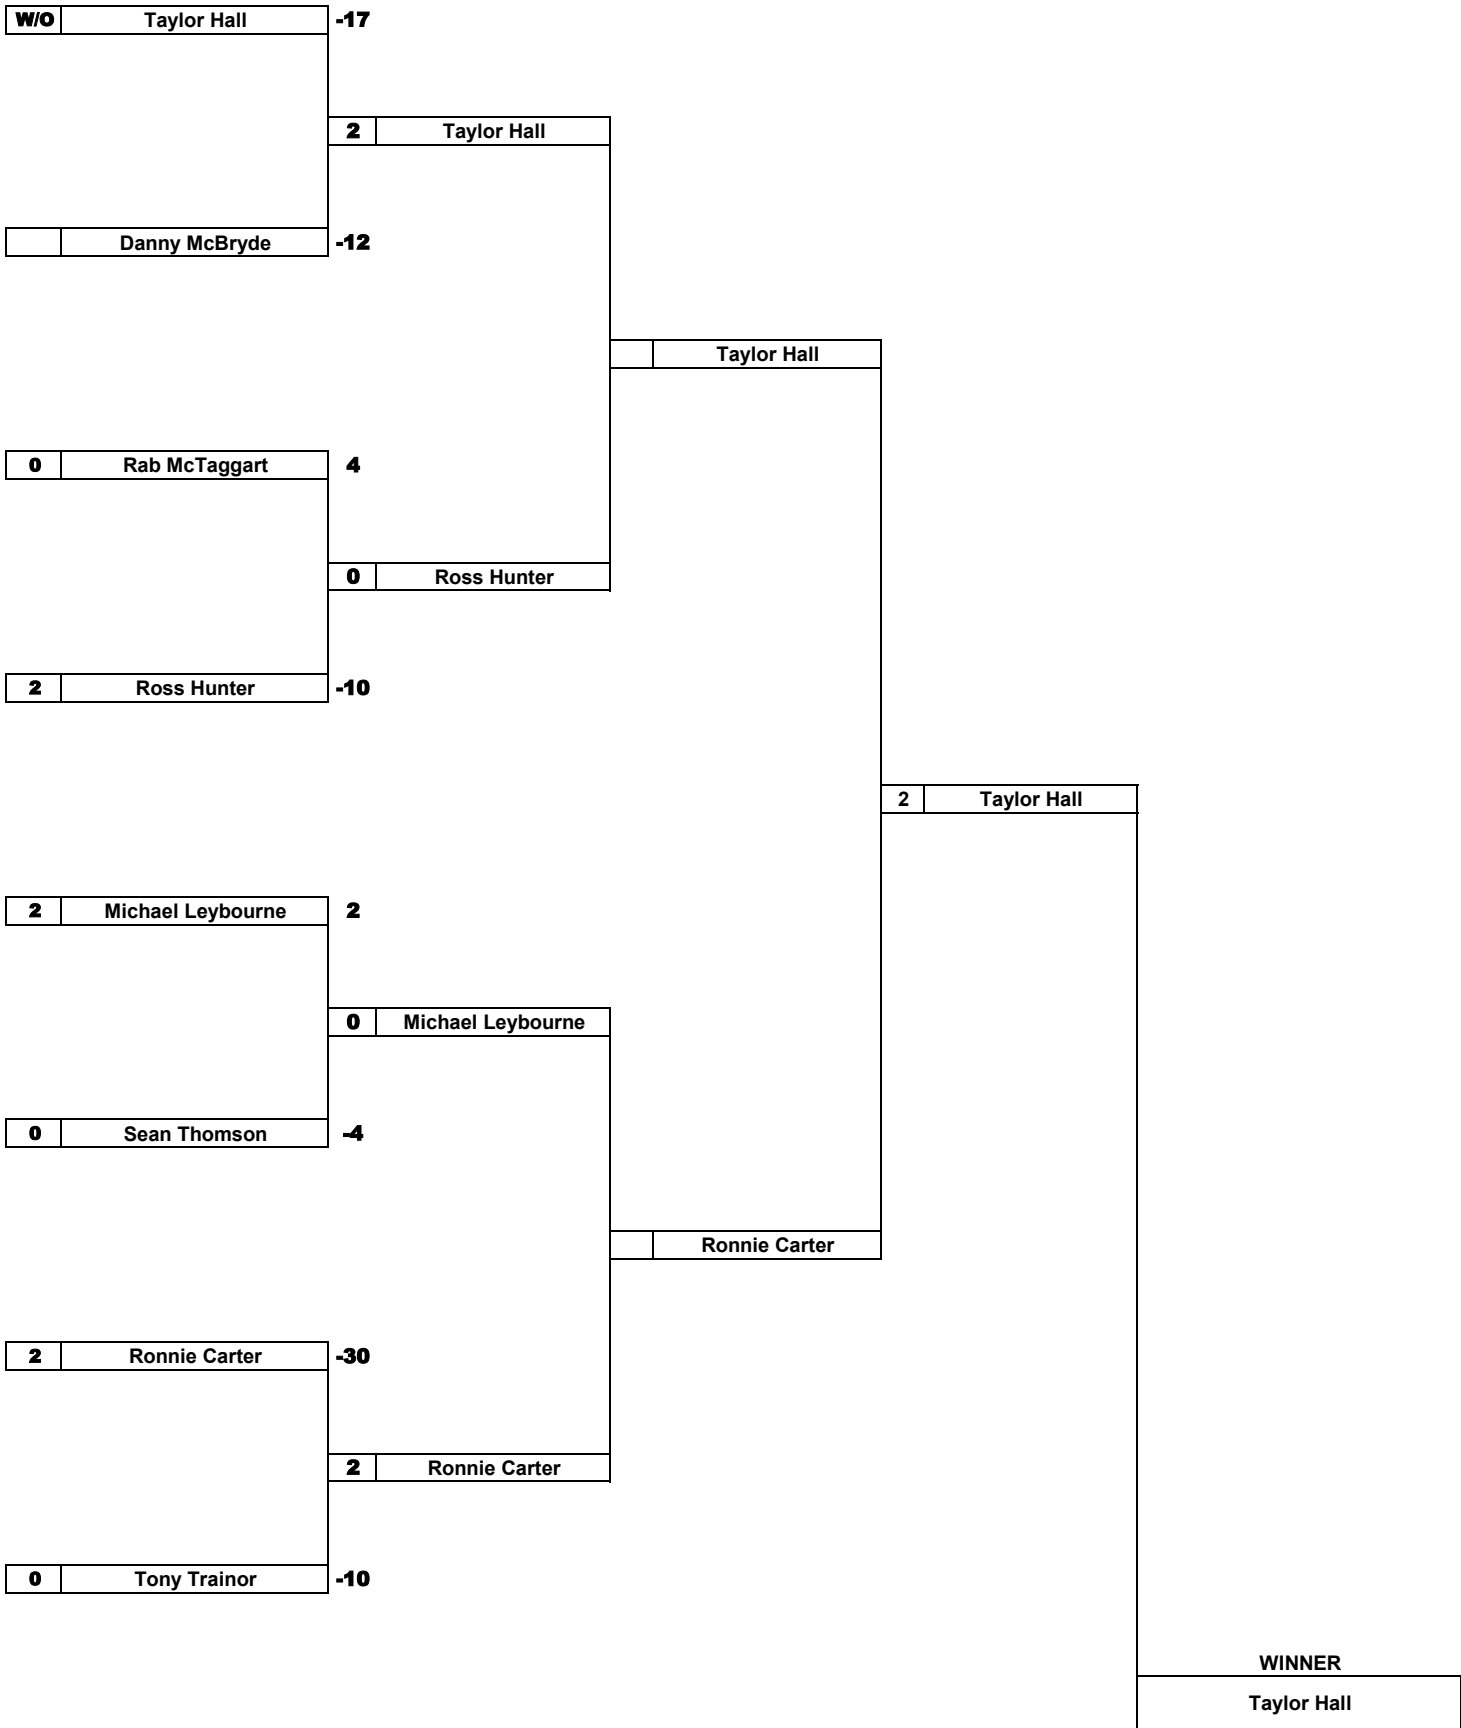 W/O Taylor Hall -17
2 Taylor Hall
Danny McBryde -12
Taylor Hall
0 Rab McTaggart 4
0 Ross Hunter
2 Ross Hunter -10
2 Taylor Hall
2 Michael Leybourne 2
0 Michael Leybourne
0 Sean Thomson -4
Ronnie Carter
2 Ronnie Carter -30
2 Ronnie Carter
0 Tony Trainor -10
WINNER
Taylor Hall